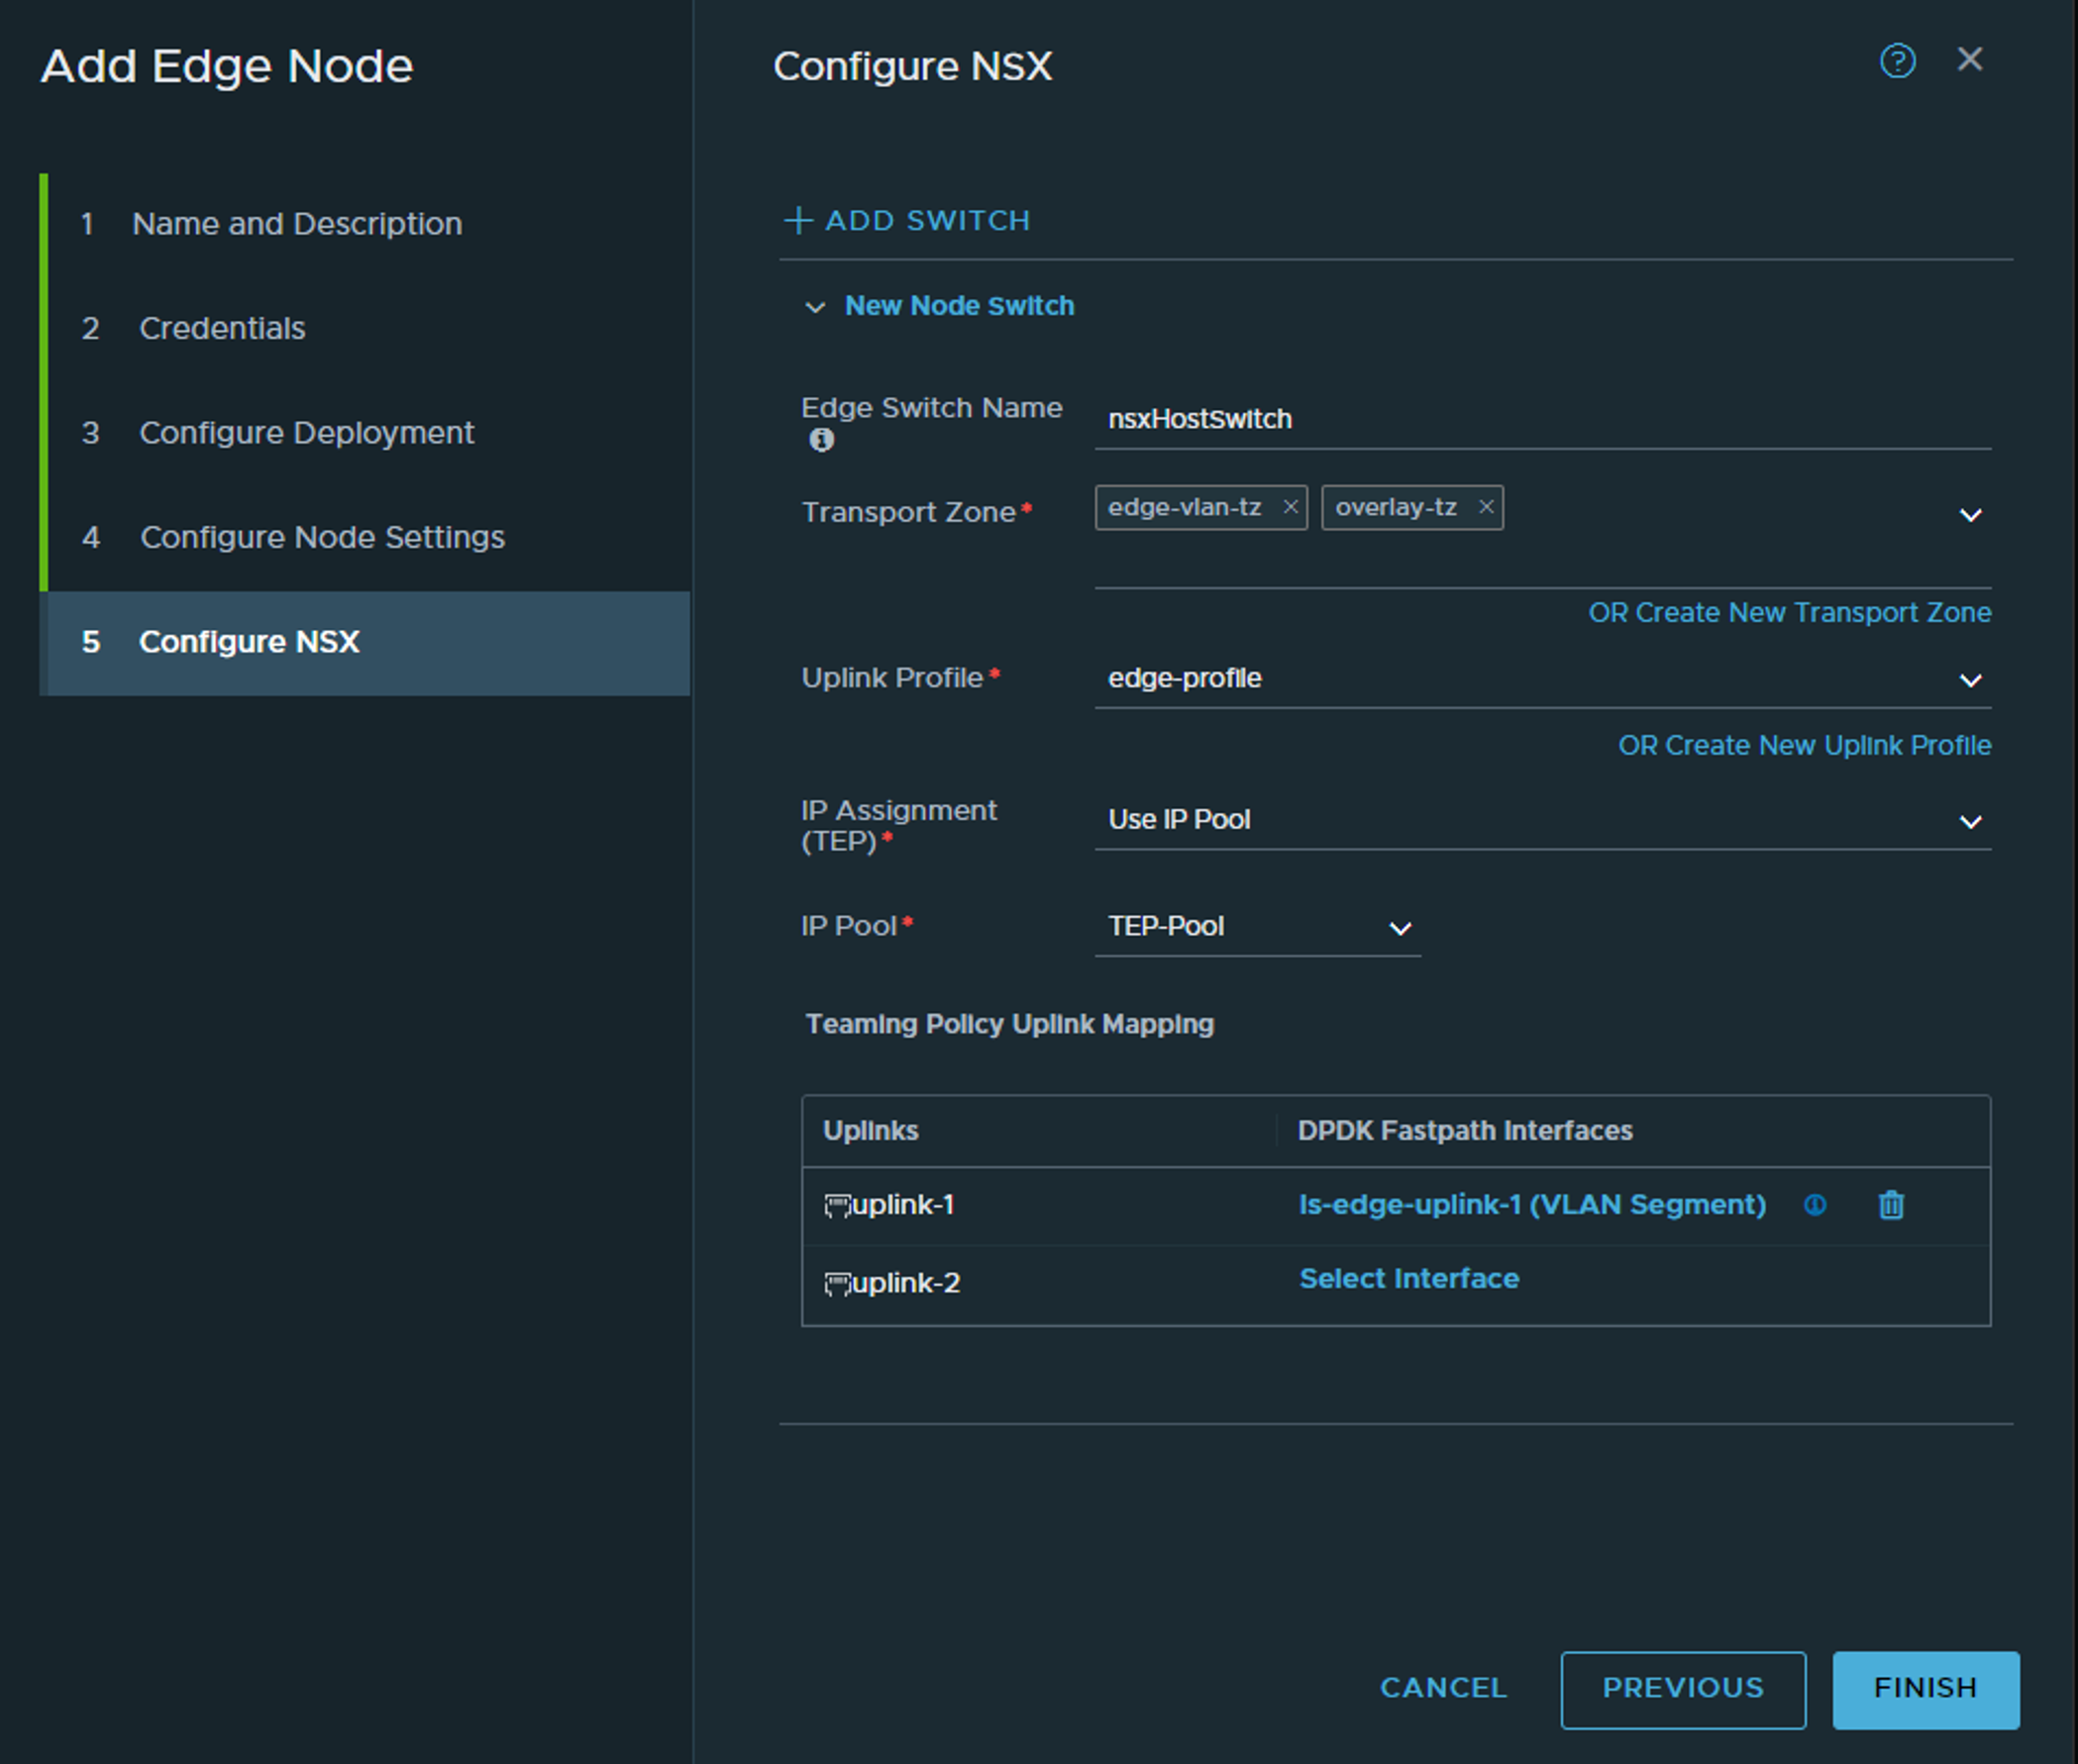 Add Edge Node
1 Name and Description
2 Credentials
3 Configure Deployment
4 Configure Node Settings
5 Configure NSX
Configure NSX
ADD SWITCH
New Node Switch
Edge Switch Name
nsxHostSwitch
Transport Zone*
edge-vlan-tz × overlay-tz ×
OR Create New Transport Zone
Uplink Profile*
edge-profile
OR Create New Uplink Profile
IP Assignment
(TEP)*
Use IP Pool
IP Pool*
TEP-Pool
Teaming Policy Uplink Mapping
Uplinks DPDK Fastpath Interfaces
uplink-1 ls-edge-uplink-1 (VLAN Segment)
uplink-2 Select Interface
CANCEL PREVIOUS FINISH